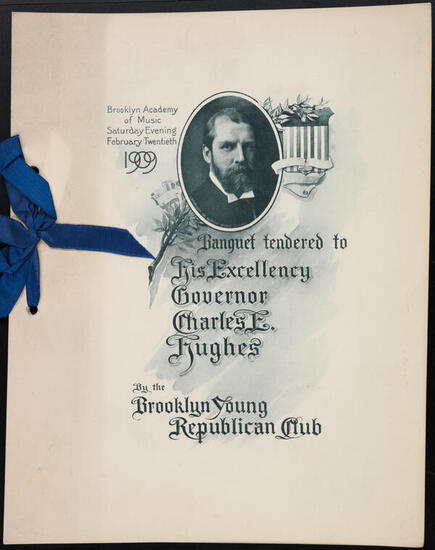 Brooklyn Academy
of Music
Saturday Evening
February Twentieth
1909
Banquet tendered to
His Excellency
Governor
Charles E.
Hughes
By the
Brooklyn Young
Republican Club